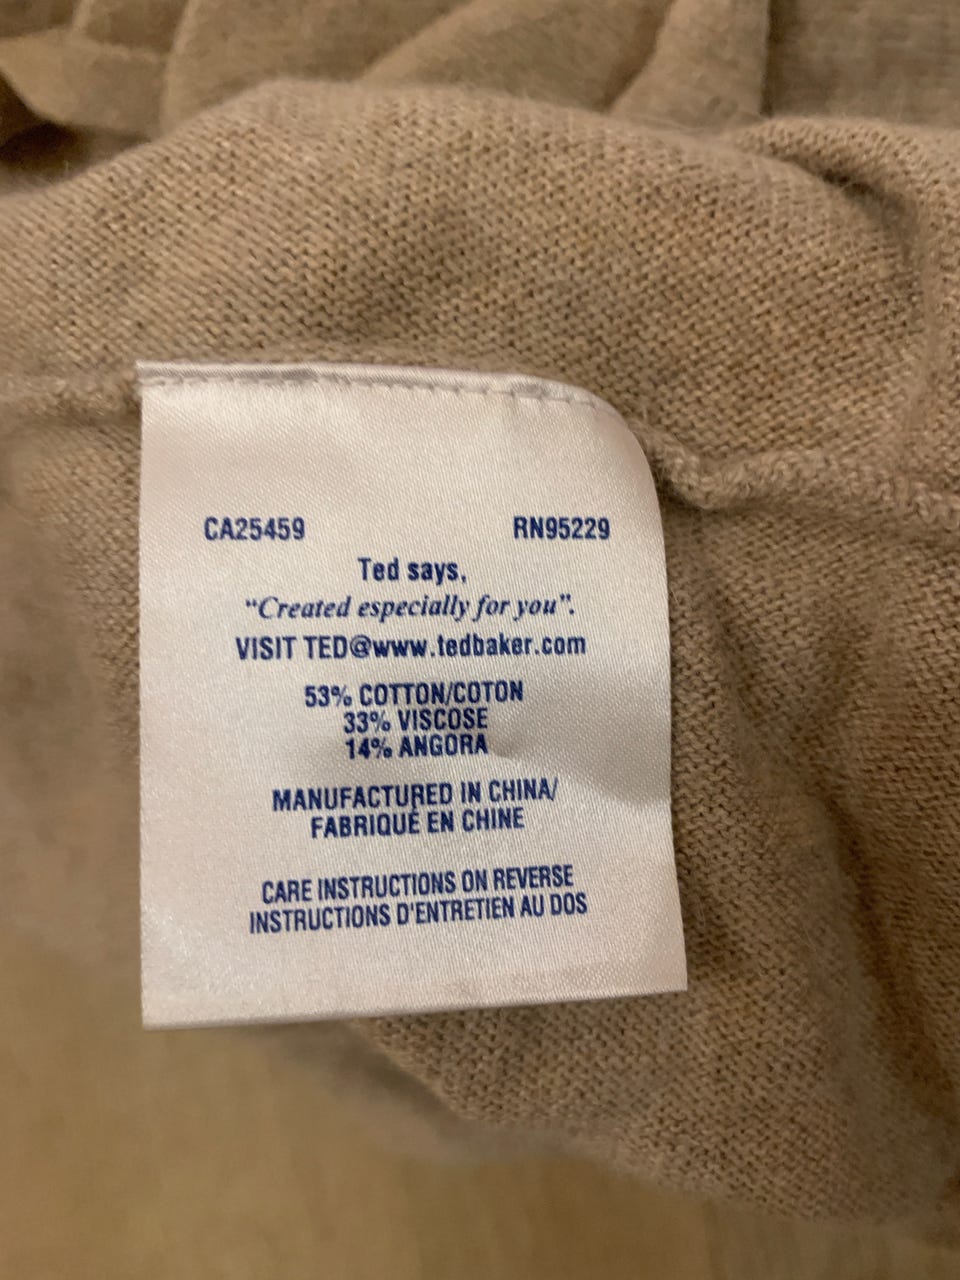 CA25459 RN95229
Ted says,
“Created especially for you”.
VISIT TED@www.tedbaker.com
53% COTTON/COTON
33% VISCOSE
14% ANGORA
MANUFACTURED IN CHINA/
FABRIQUÉ EN CHINE
CARE INSTRUCTIONS ON REVERSE
INSTRUCTIONS D'ENTRETIEN AU DOS